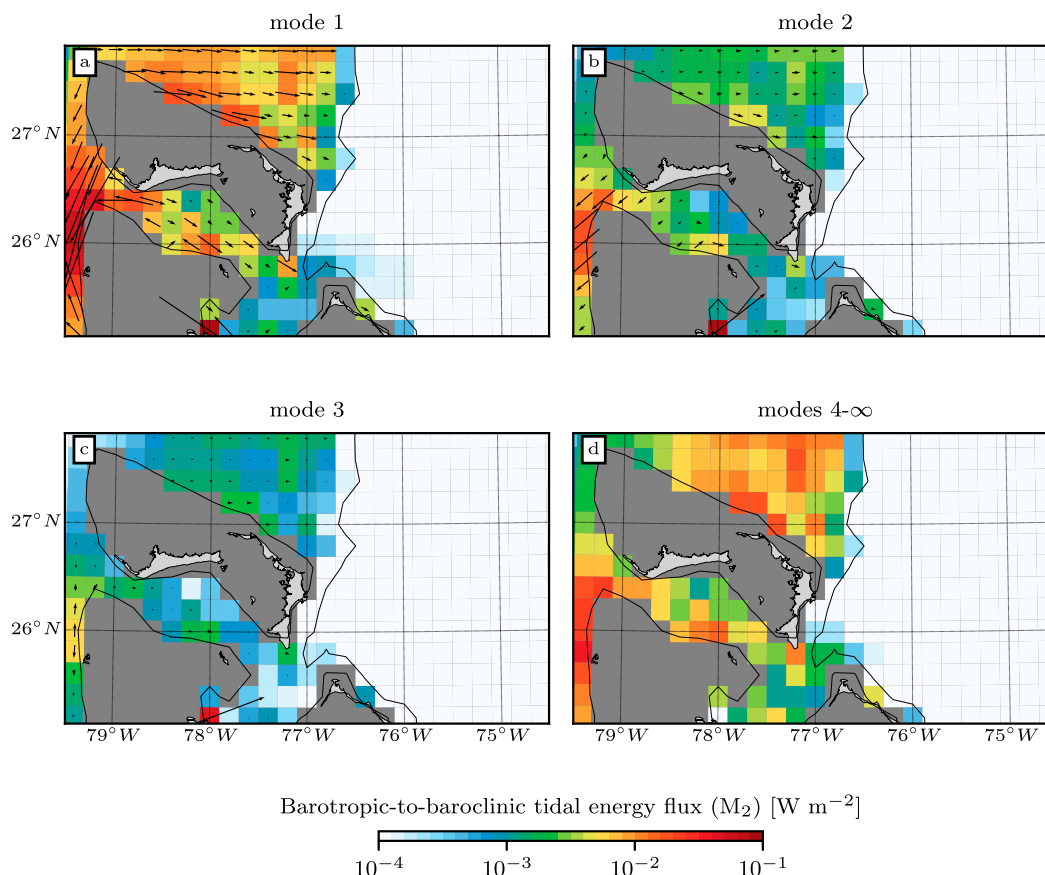 mode 1
mode 2
a
b
27° N
26° N
mode 3
modes 4-∞
c
d
27° N
26° N
79° W 78° W 77° W 76° W 75° W
79° W 78° W 77° W 76° W 75° W
Barotropic-to-baroclinic tidal energy flux (M₂) [W m⁻²]
10⁻⁴ 10⁻³ 10⁻² 10⁻¹